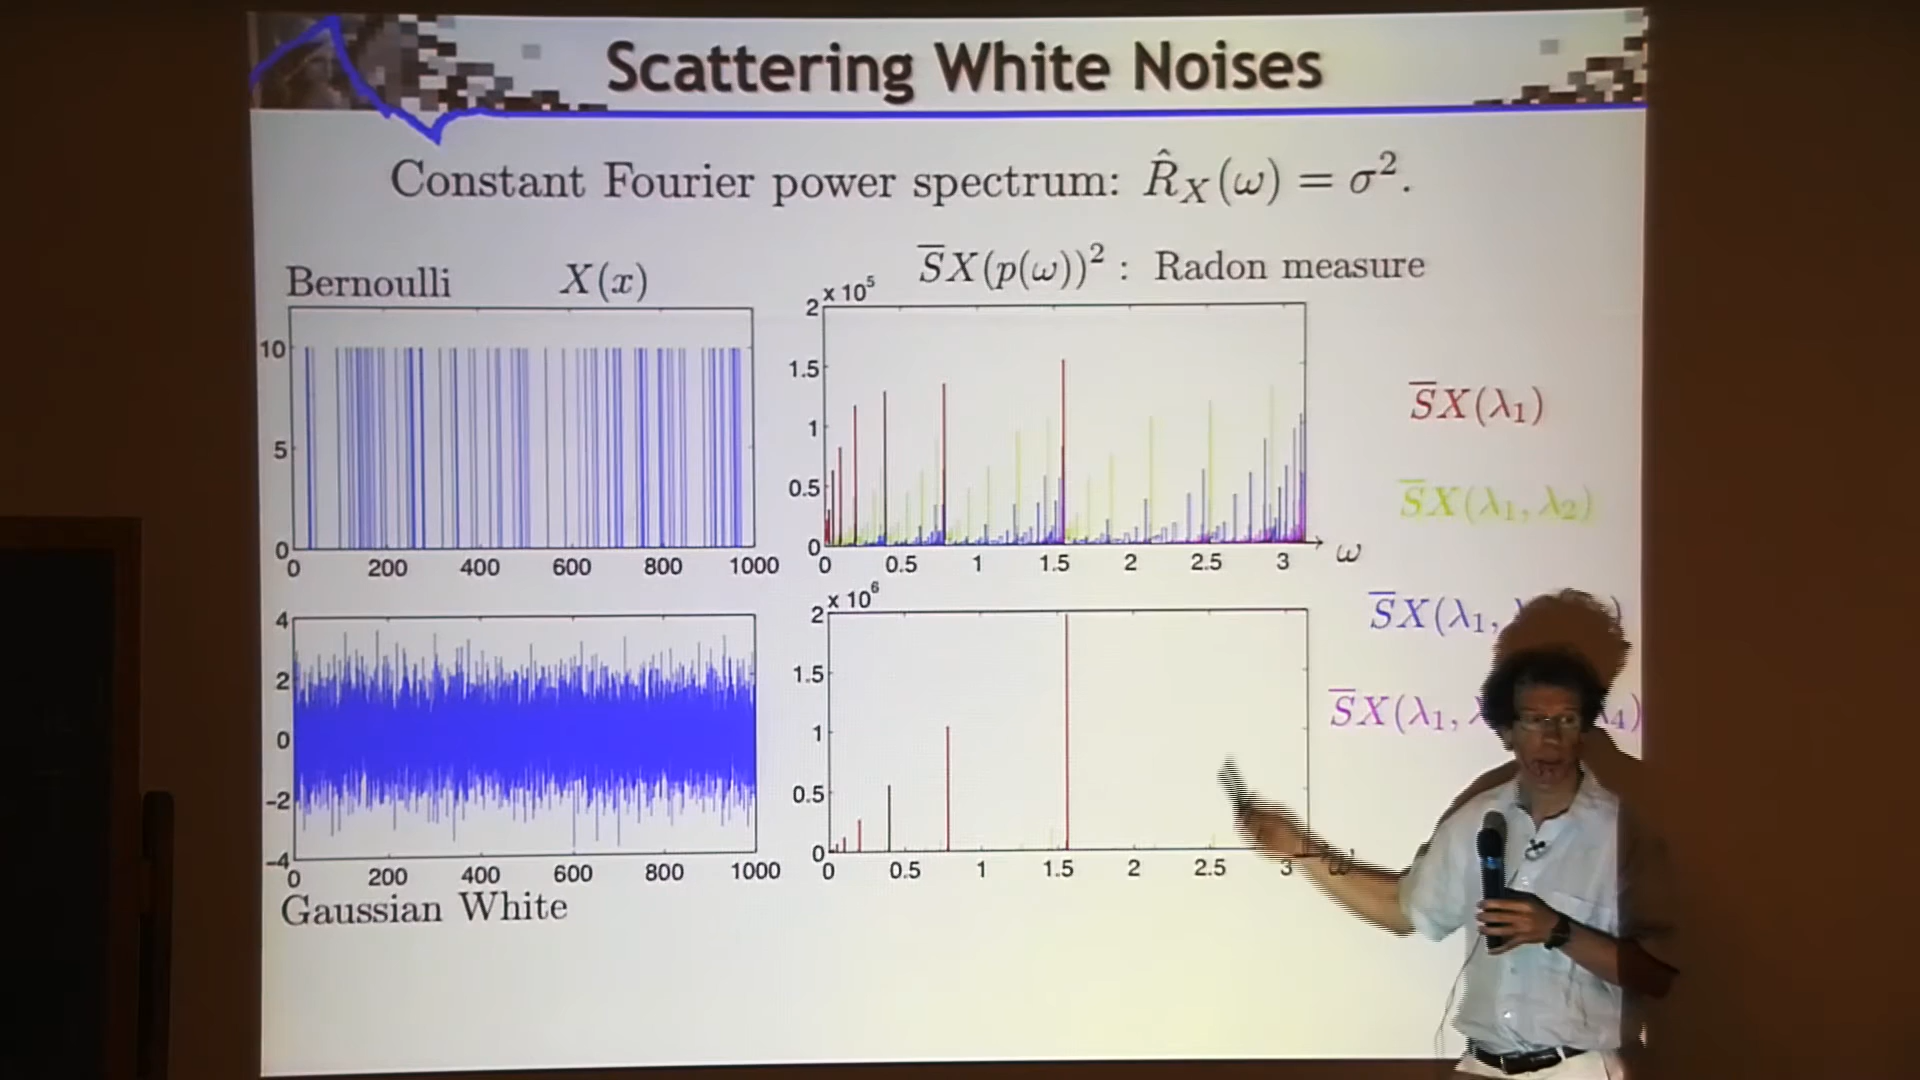 Scattering White Noises
Constant Fourier power spectrum: R̂_X(ω) = σ².
Bernoulli X(x)
S̅X(p(ω))² : Radon measure
10
5
0
0 200 400 600 800 1000
x 10⁵
2
1.5
1
0.5
0
0 0.5 1 1.5 2 2.5 3
ω
S̅X(λ₁)
S̅X(λ₁, λ₂)
S̅X(λ₁,
S̅X(λ₁, λ₄)
4
2
0
-2
-4
0 200 400 600 800 1000
Gaussian White
x 10⁶
2
1.5
1
0.5
0
0 0.5 1 1.5 2 2.5 3
ω